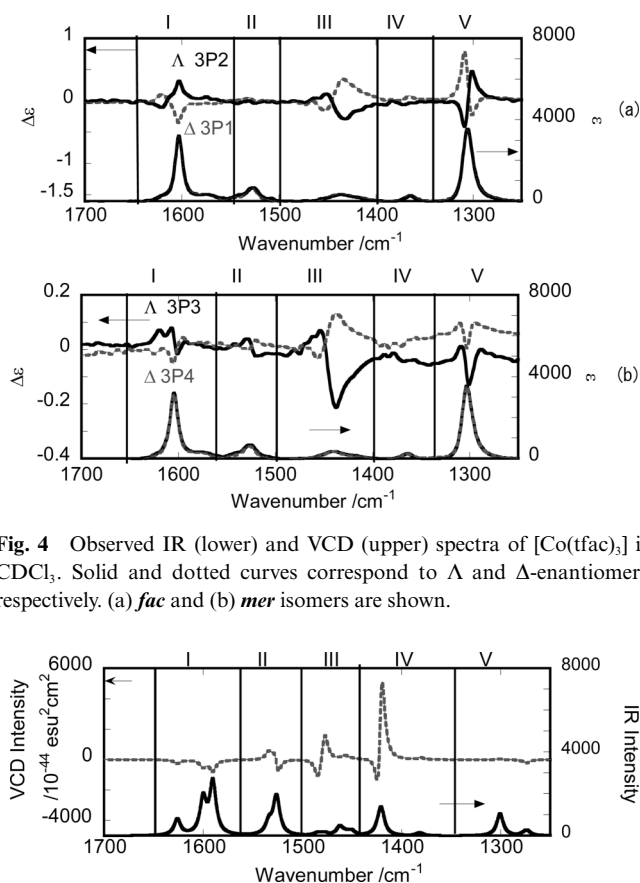 I II III IV V
1 8000
Λ 3P2
Δε 0 4000 ε (a)
Δ 3P1
-1
-1.5 0
1700 1600 1500 1400 1300
Wavenumber /cm-1
I II III IV V
0.2 8000
Λ 3P3
Δε 0 4000 ε (b)
Δ 3P4
-0.2
-0.4 0
1700 1600 1500 1400 1300
Wavenumber /cm-1
Fig. 4 Observed IR (lower) and VCD (upper) spectra of [Co(tfac)3] i
CDCl3. Solid and dotted curves correspond to Λ and Δ-enantiomer
respectively. (a) fac and (b) mer isomers are shown.
I II III IV V
6000 8000
VCD Intensity
/10-44 esu2cm2
0 4000
IR Intensity
-5000 0
1700 1600 1500 1400 1300
Wavenumber /cm-1